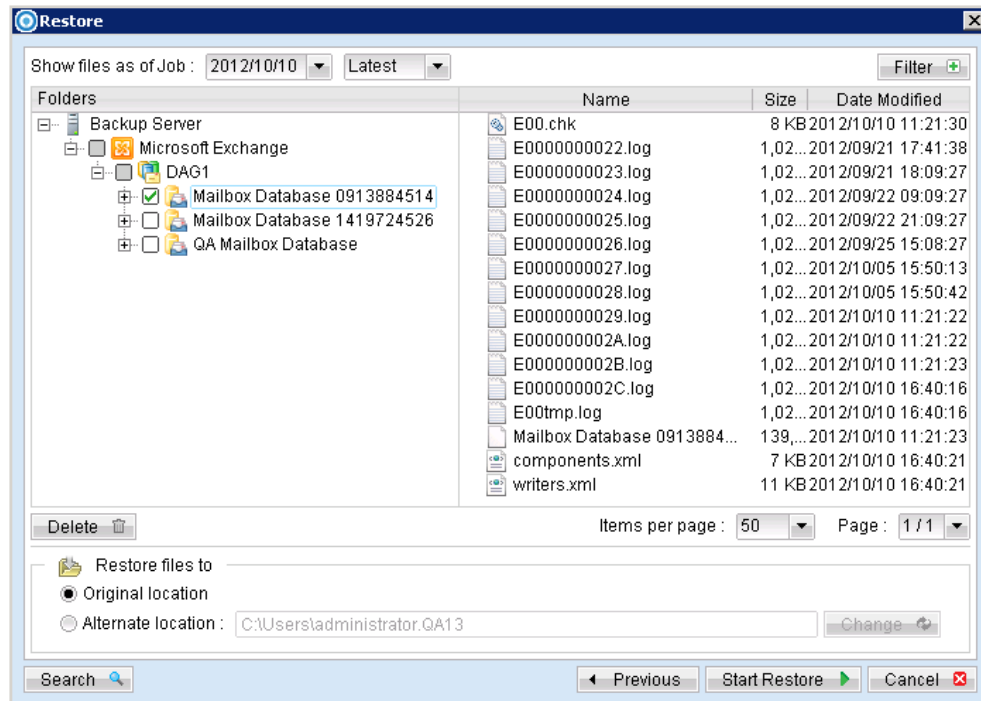 Restore
Show files as of Job : 2012/10/10 Latest Filter
Folders Name Size Date Modified
Backup Server
Microsoft Exchange
DAG1
Mailbox Database 0913884514
Mailbox Database 1419724526
QA Mailbox Database
E00.chk 8 KB 2012/10/10 11:21:30
E0000000022.log 1,02... 2012/09/21 17:41:38
E0000000023.log 1,02... 2012/09/21 18:09:27
E0000000024.log 1,02... 2012/09/22 09:09:27
E0000000025.log 1,02... 2012/09/22 21:09:27
E0000000026.log 1,02... 2012/09/25 15:08:27
E0000000027.log 1,02... 2012/10/05 15:50:13
E0000000028.log 1,02... 2012/10/05 15:50:42
E0000000029.log 1,02... 2012/10/10 11:21:22
E000000002A.log 1,02... 2012/10/10 11:21:22
E000000002B.log 1,02... 2012/10/10 11:21:23
E000000002C.log 1,02... 2012/10/10 16:40:16
E00tmp.log 1,02... 2012/10/10 16:40:16
Mailbox Database 0913884... 139,... 2012/10/10 11:21:23
components.xml 7 KB 2012/10/10 16:40:21
writers.xml 11 KB 2012/10/10 16:40:21
Delete Items per page : 50 Page : 1 / 1
Restore files to
Original location
Alternate location : C:\Users\administrator.QA13 Change
Search Previous Start Restore Cancel